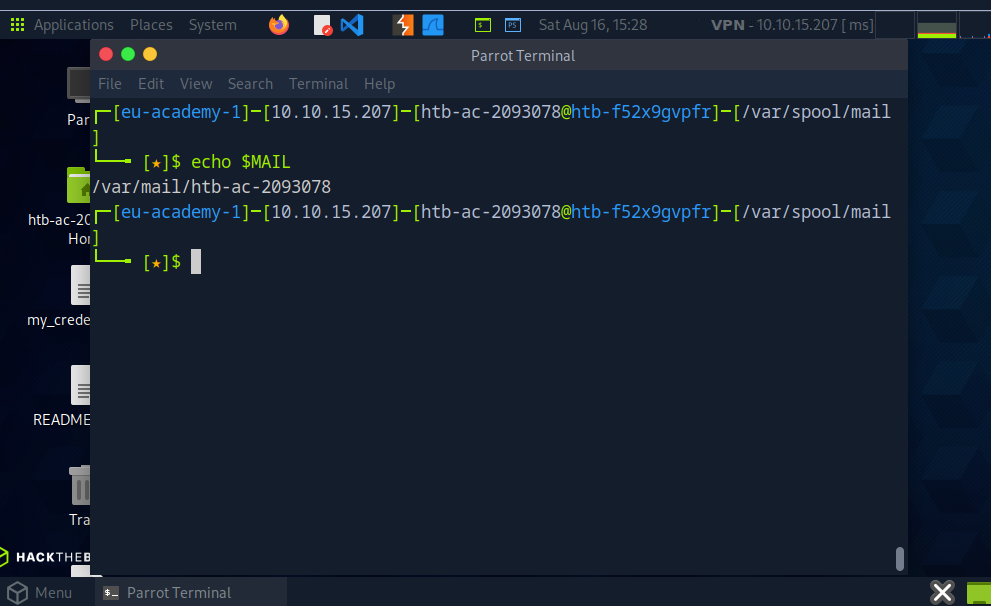 Applications Places System Sat Aug 16, 15:28 VPN - 10.10.15.207 [ ms]
Parrot Terminal
File Edit View Search Terminal Help
┌─[eu-academy-1]─[10.10.15.207]─[htb-ac-2093078@htb-f52x9gvpfr]─[/var/spool/mail
]
└──╼ [★]$ echo $MAIL
/var/mail/htb-ac-2093078
┌─[eu-academy-1]─[10.10.15.207]─[htb-ac-2093078@htb-f52x9gvpfr]─[/var/spool/mail
]
└──╼ [★]$
Par
htb-ac-20
Ho
my_crede
README
Tra
HACKTHEB
Menu Parrot Terminal